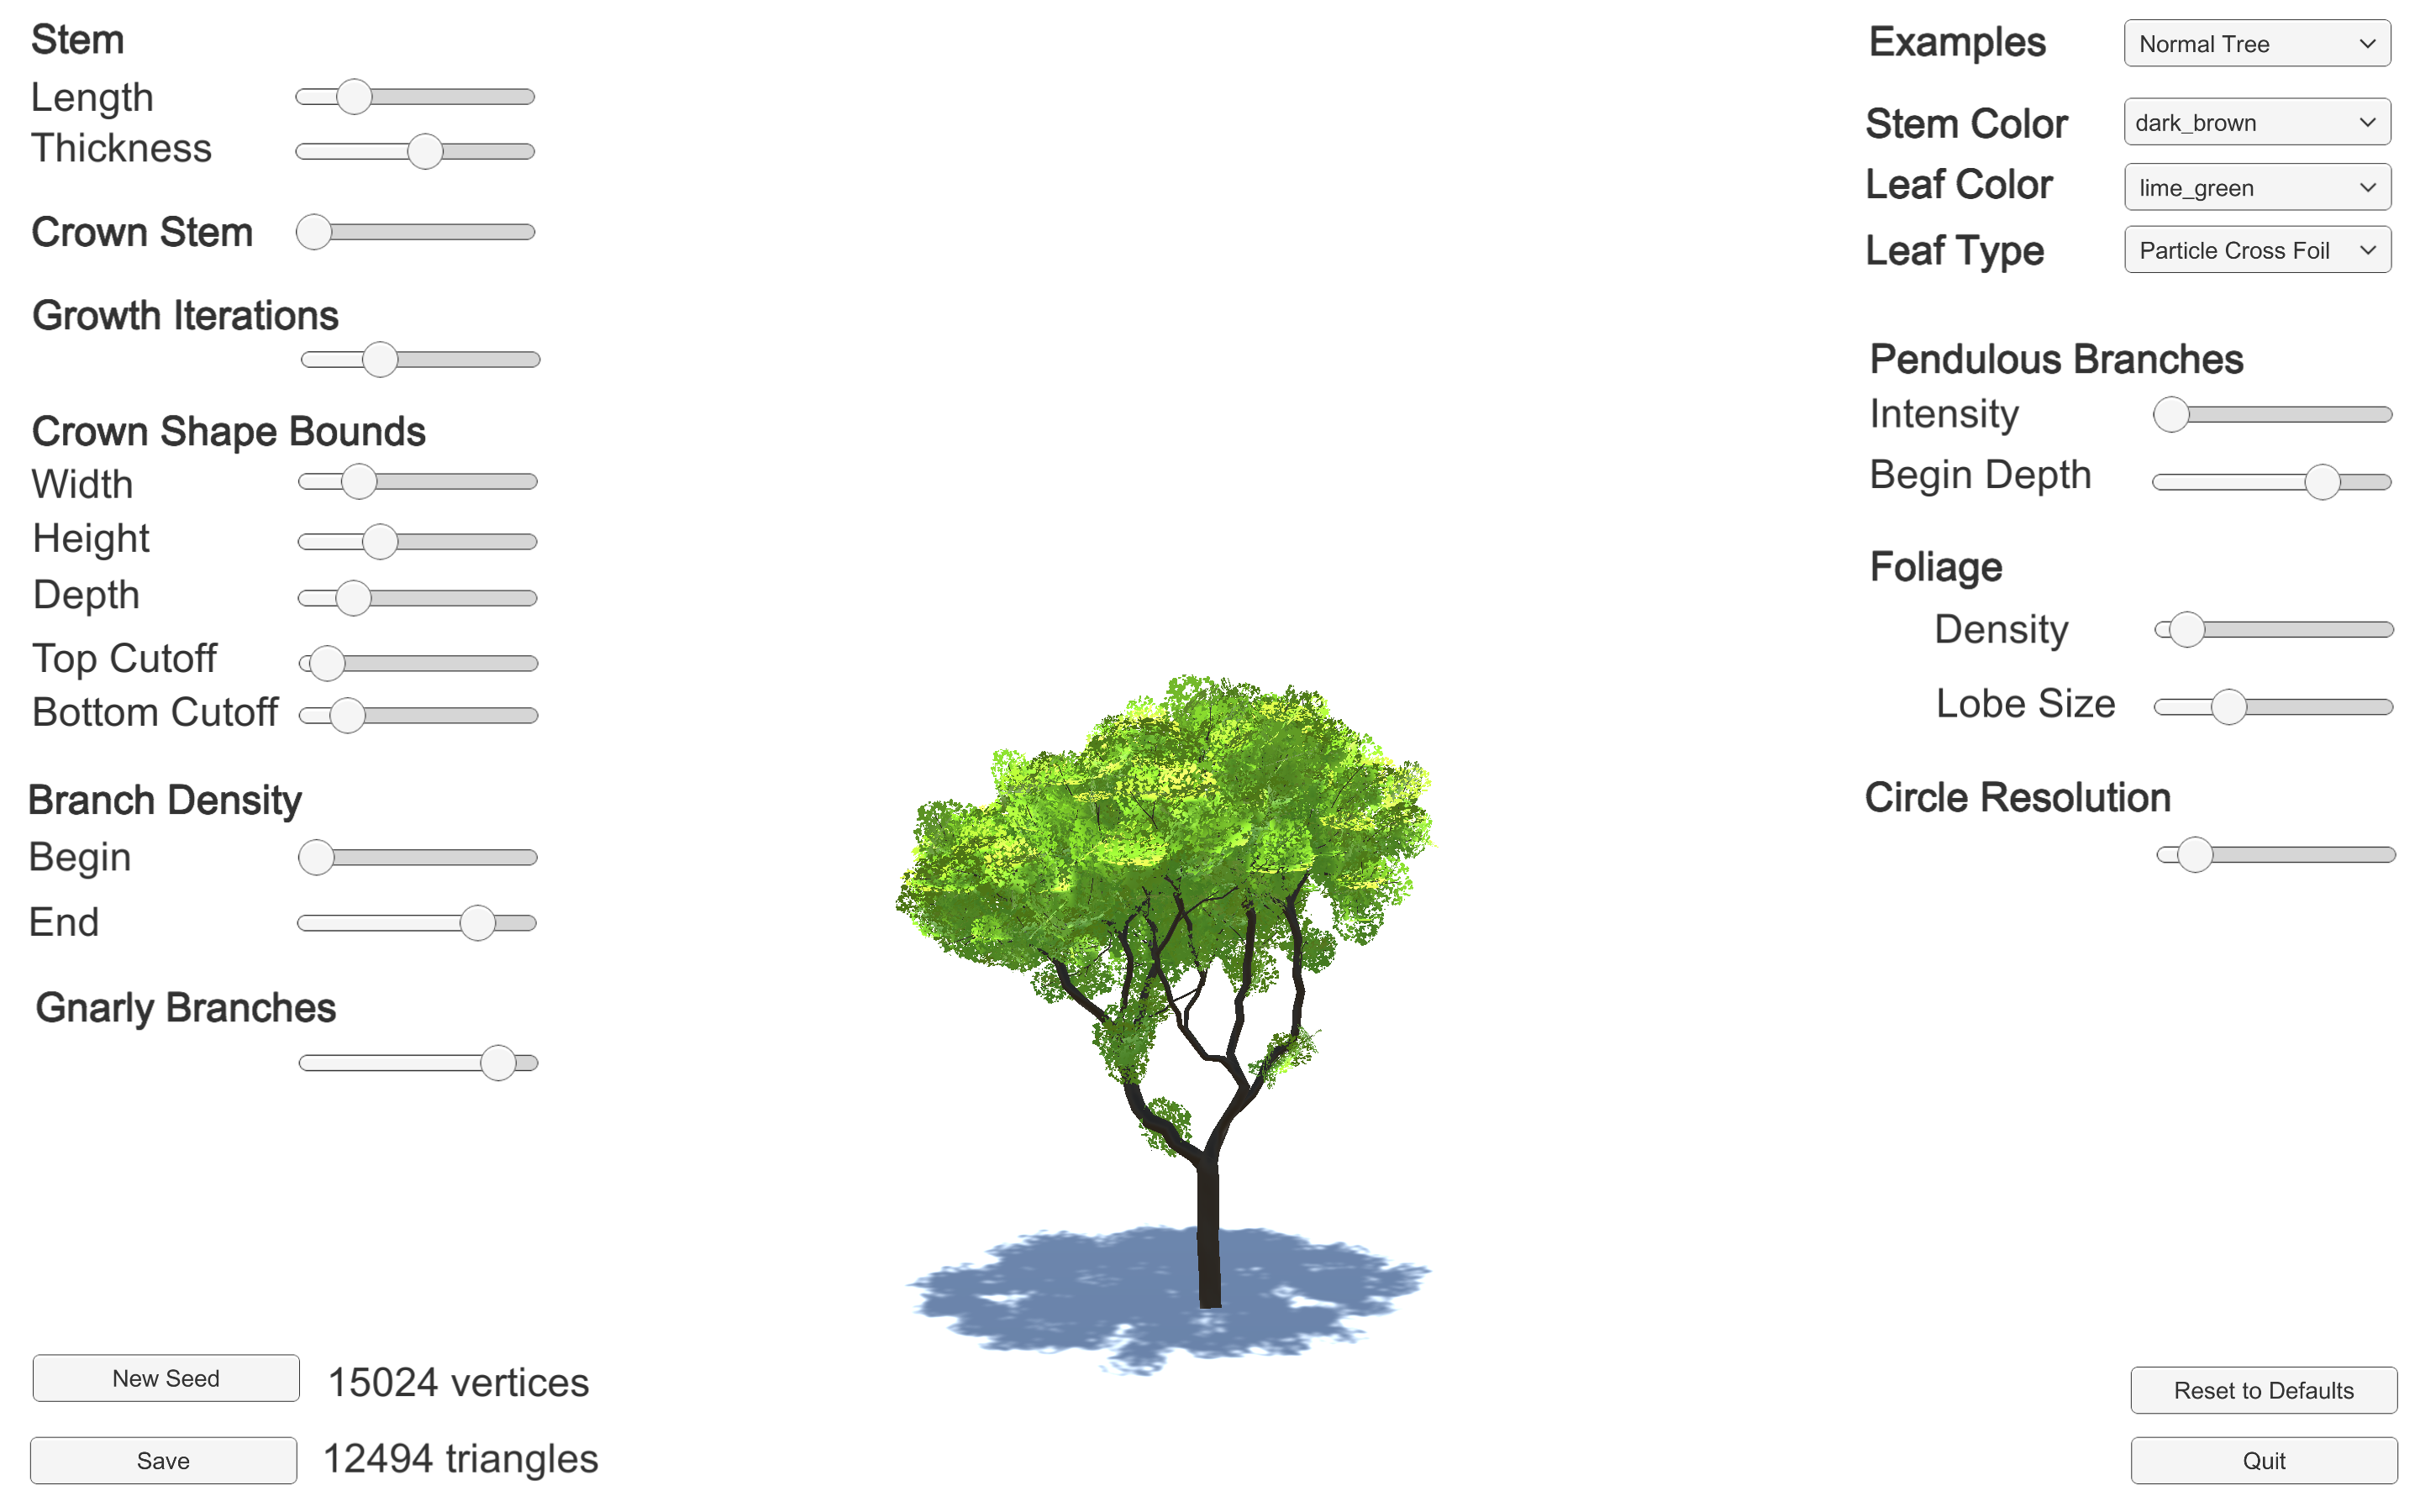 Stem
Length
Thickness
Crown Stem
Growth Iterations
Crown Shape Bounds
Width
Height
Depth
Top Cutoff
Bottom Cutoff
Branch Density
Begin
End
Gnarly Branches
New Seed
15024 vertices
Save
12494 triangles
Examples
Normal Tree
Stem Color
dark_brown
Leaf Color
lime_green
Leaf Type
Particle Cross Foil
Pendulous Branches
Intensity
Begin Depth
Foliage
Density
Lobe Size
Circle Resolution
Reset to Defaults
Quit